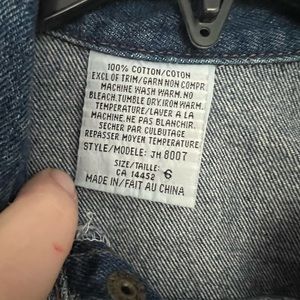 100% COTTON/COTON
EXCL OF TRIM/GARN NON COMPR.
MACHINE WASH WARM. NO
BLEACH, TUMBLE DRY. IRON WARM.
TEMPERATURE/LAVER A LA
MACHINE. NE PAS BLANCHIR.
SECHER PAR CULBUTAGE
REPASSER MOYEN TEMPERATURE.
STYLE/MODELE: JH 8007
SIZE/TAILLE: 6
CA 14452
MADE IN/FAIT AU CHINA